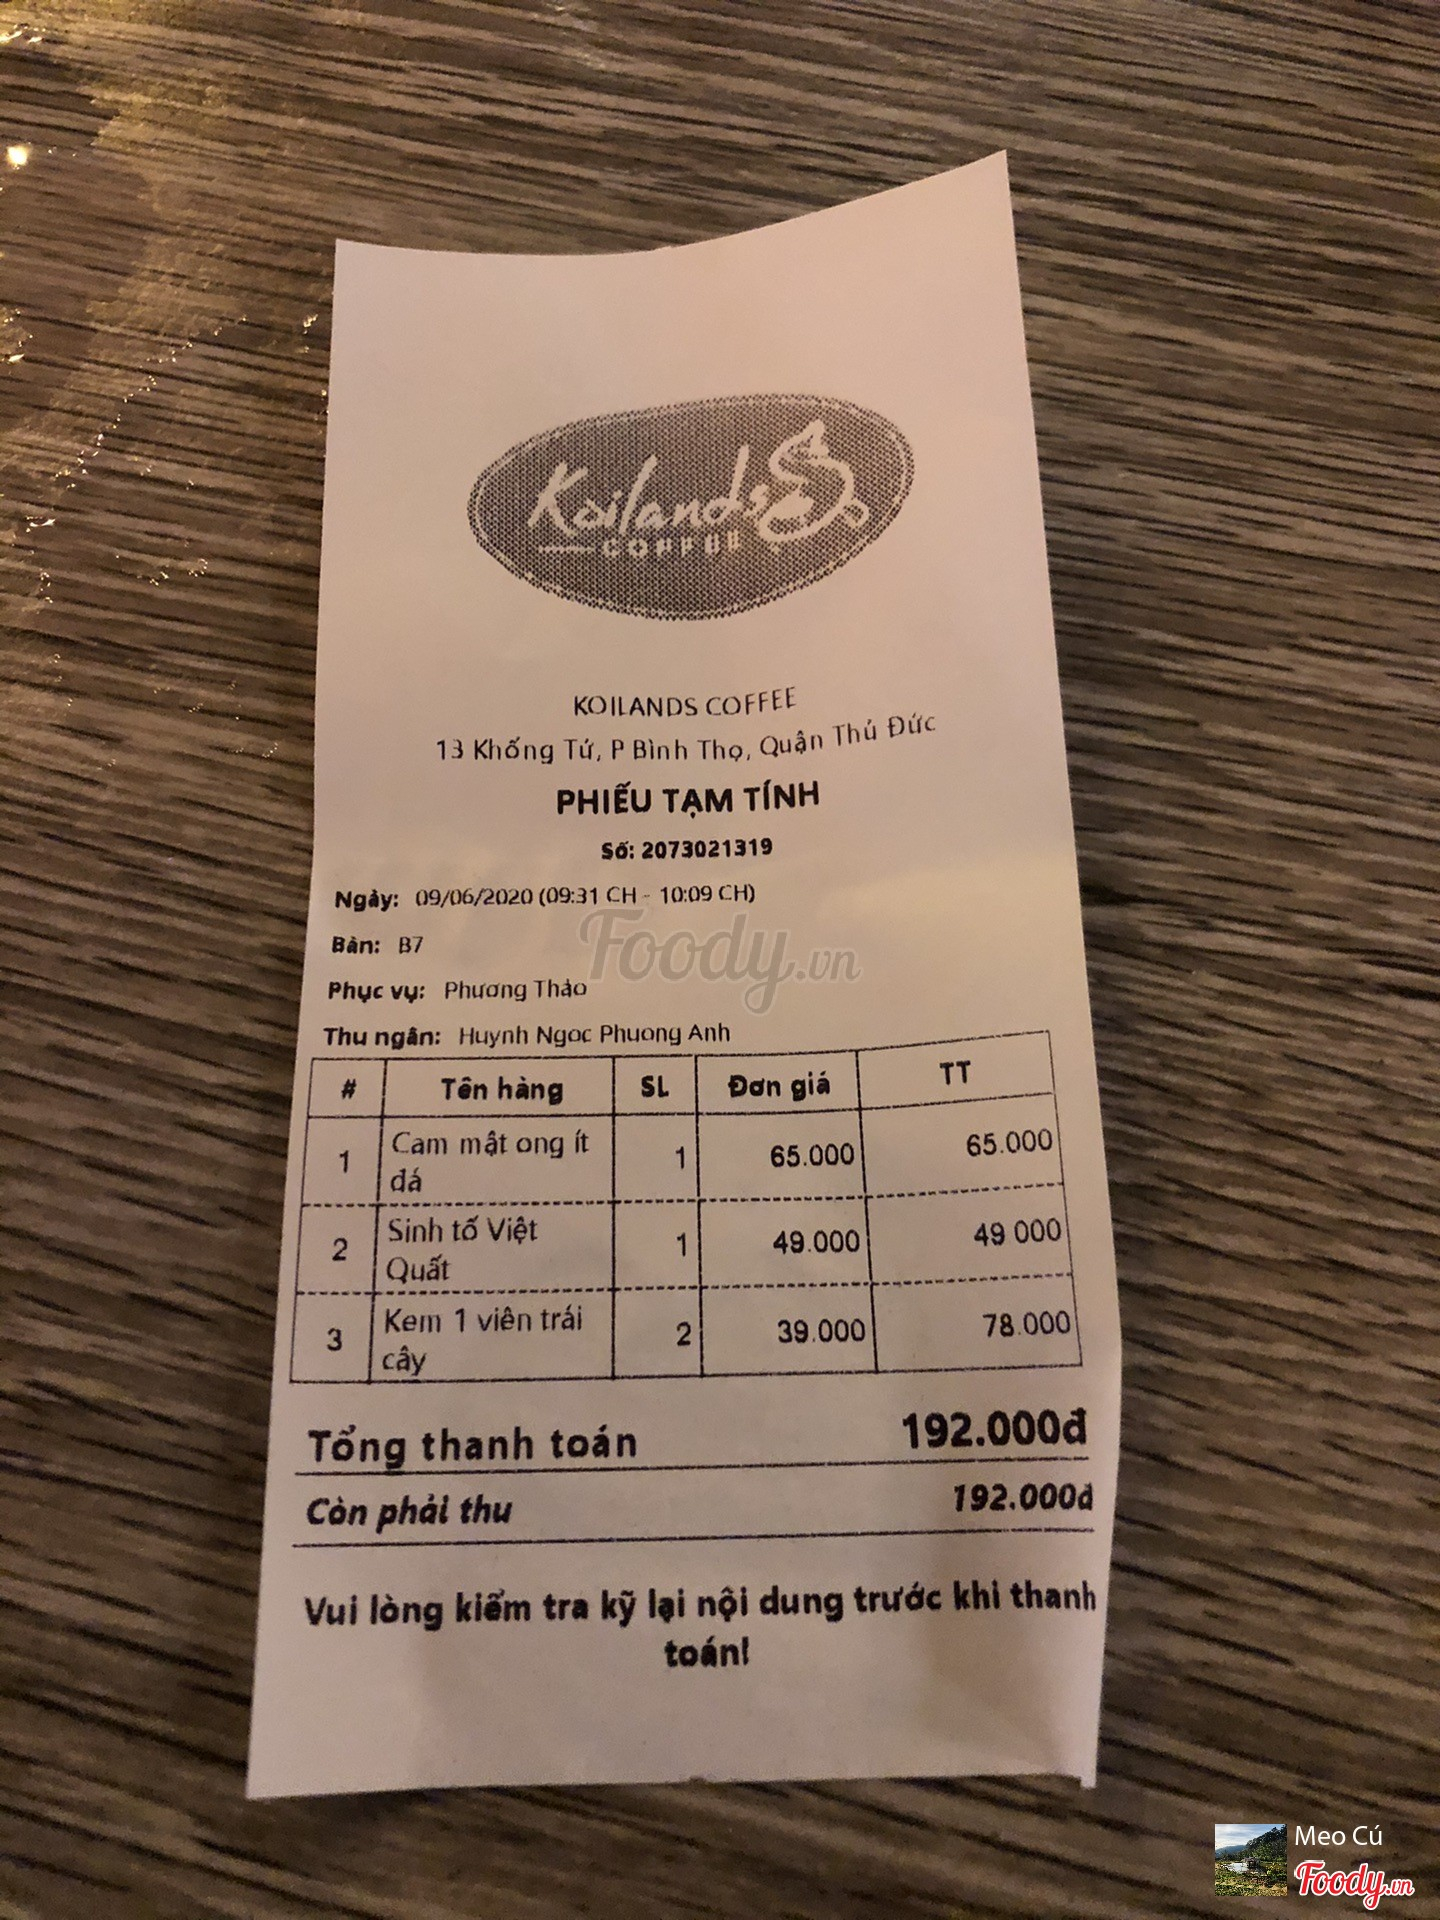 Koilands
COFFEE
KOILANDS COFFEE
13 Khổng Tử, P Bình Thọ, Quận Thủ Đức
PHIẾU TẠM TÍNH
Số: 2073021319
Ngày: 09/06/2020 (09:31 CH - 10:09 CH)
Foody.vn
Bàn: B7
Phục vụ: Phương Thảo
Thu ngân: Huynh Ngoc Phuong Anh
# Tên hàng SL Đơn giá TT
1 Cam mật ong ít đá 1 65.000 65.000
2 Sinh tố Việt Quất 1 49.000 49 000
3 Kem 1 viên trái cây 2 39.000 78.000
Tổng thanh toán 192.000đ
Còn phải thu 192.000đ
Vui lòng kiểm tra kỹ lại nội dung trước khi thanh
toán!
Meo Cú
Foody.vn